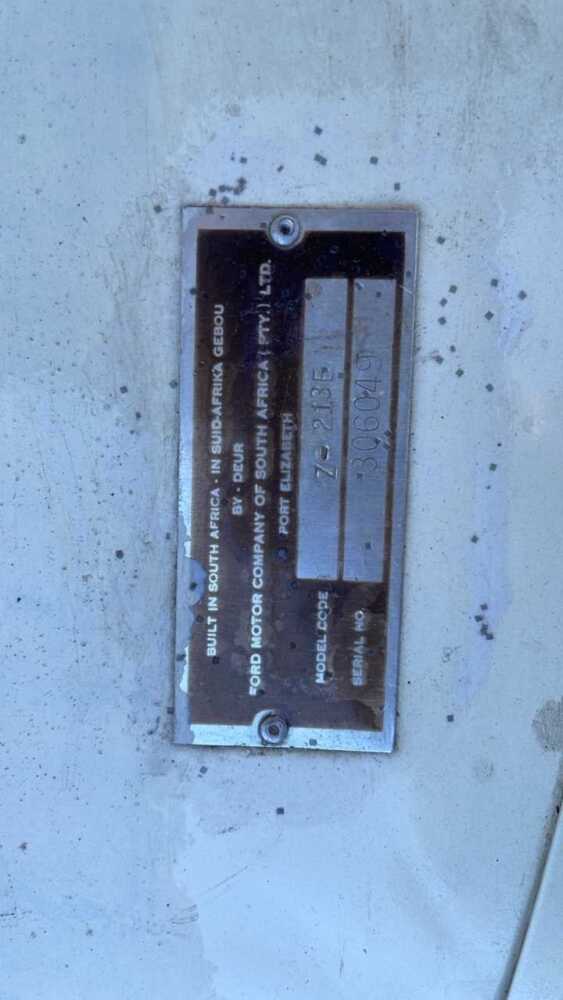 BUILT IN SOUTH AFRICA - IN SUID-AFRIKA GEBOU
BY - DEUR
FORD MOTOR COMPANY OF SOUTH AFRICA (PTY.) LTD.
PORT ELIZABETH
MODEL CODE Z- 213E
SERIAL NO. 306049